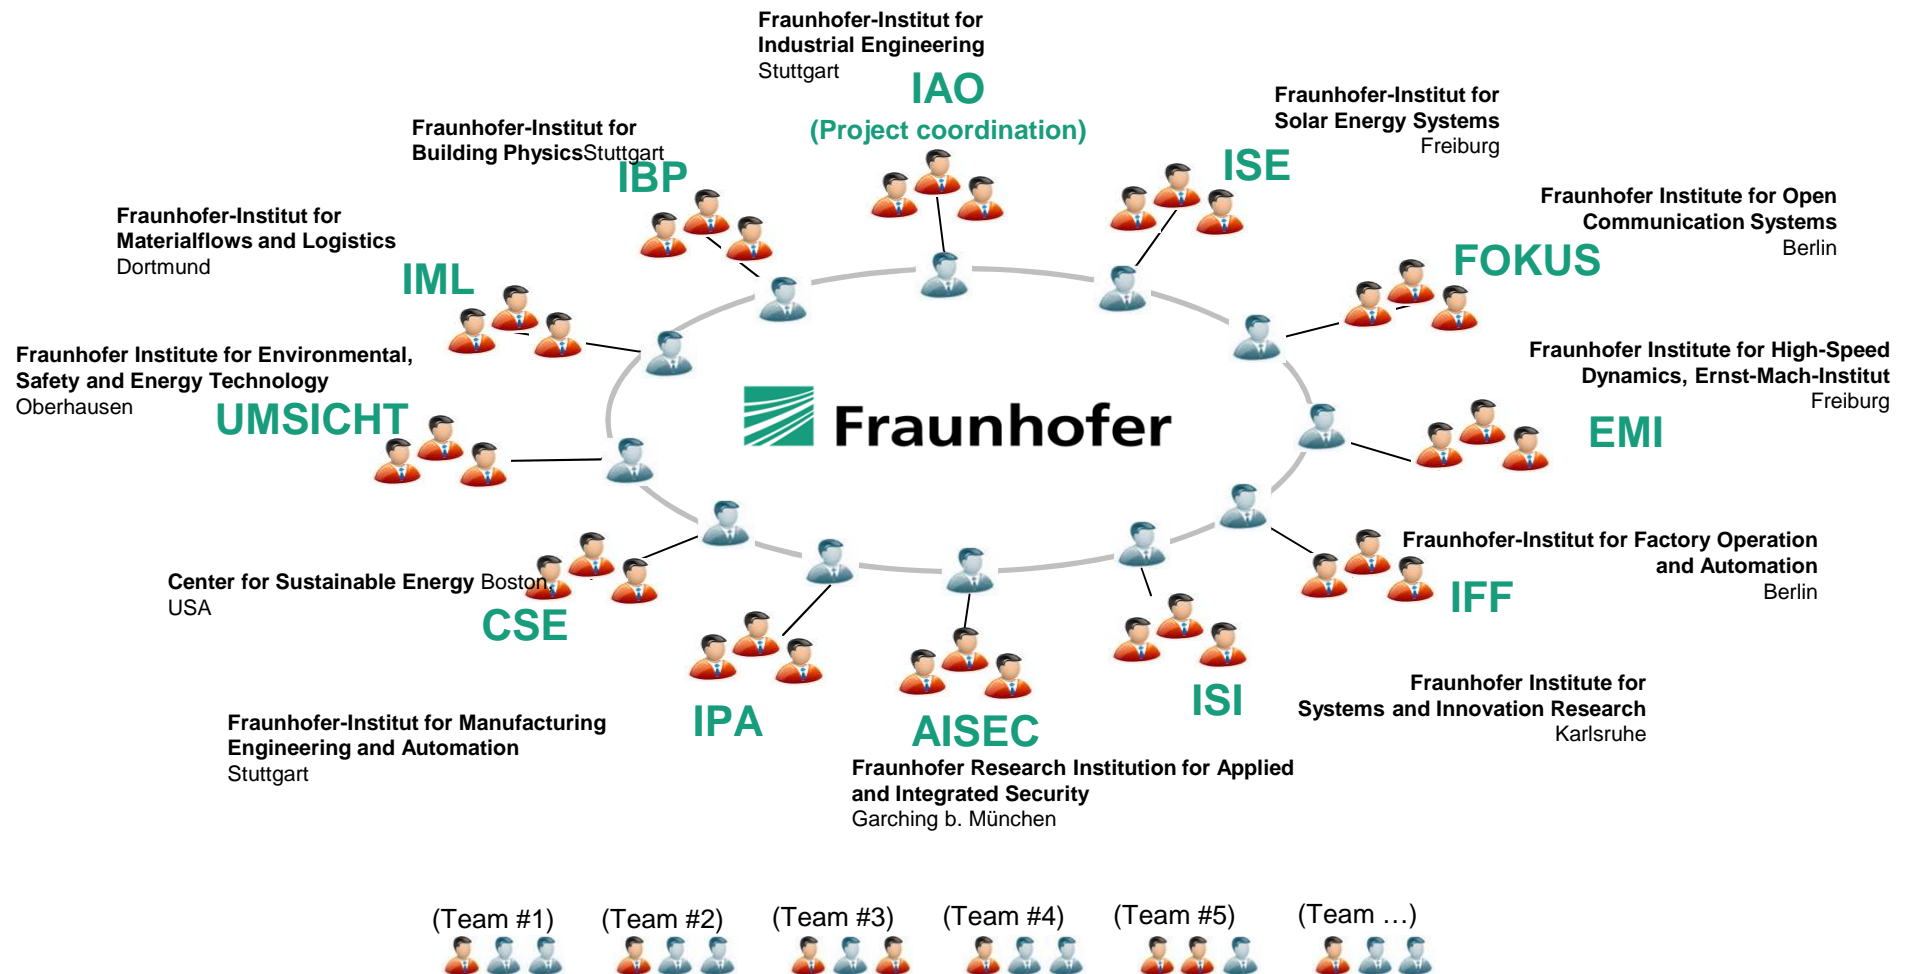 Fraunhofer-Institut for
Industrial Engineering
Stuttgart
IAO
(Project coordination)
Fraunhofer-Institut for
Solar Energy Systems
Freiburg
ISE
Fraunhofer-Institut for
Building PhysicsStuttgart
IBP
Fraunhofer Institute for Open
Communication Systems
Berlin
FOKUS
Fraunhofer-Institut for
Materialflows and Logistics
Dortmund
IML
Fraunhofer Institute for Environmental,
Safety and Energy Technology
Oberhausen
UMSICHT
Fraunhofer Institute for High-Speed
Dynamics, Ernst-Mach-Institut
Freiburg
EMI
Fraunhofer
Center for Sustainable Energy Boston,
USA
CSE
Fraunhofer-Institut for Factory Operation
and Automation
Berlin
IFF
Fraunhofer-Institut for Manufacturing
Engineering and Automation
Stuttgart
IPA
AISEC
Fraunhofer Research Institution for Applied
and Integrated Security
Garching b. München
ISI
Fraunhofer Institute for
Systems and Innovation Research
Karlsruhe
(Team #1) (Team #2) (Team #3) (Team #4) (Team #5) (Team …)